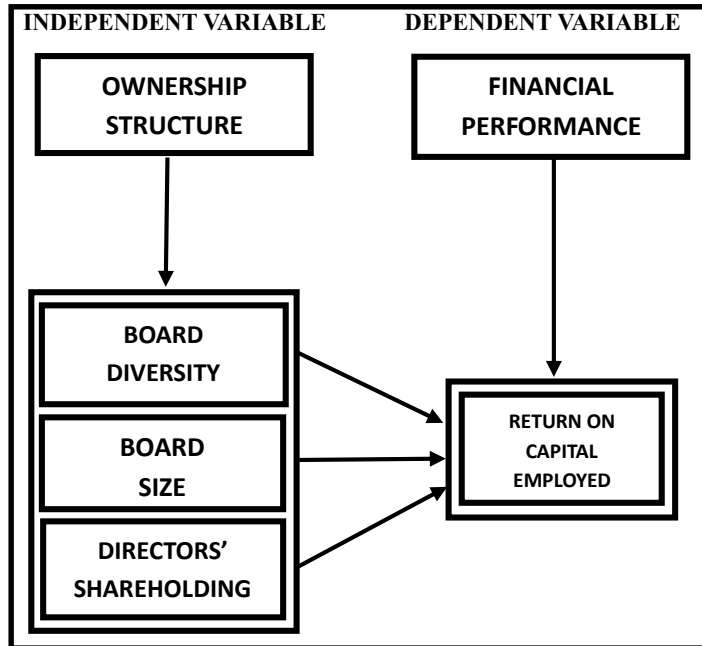 INDEPENDENT VARIABLE
DEPENDENT VARIABLE
OWNERSHIP
STRUCTURE
FINANCIAL
PERFORMANCE
BOARD
DIVERSITY
BOARD
SIZE
DIRECTORS’
SHAREHOLDING
RETURN ON
CAPITAL
EMPLOYED